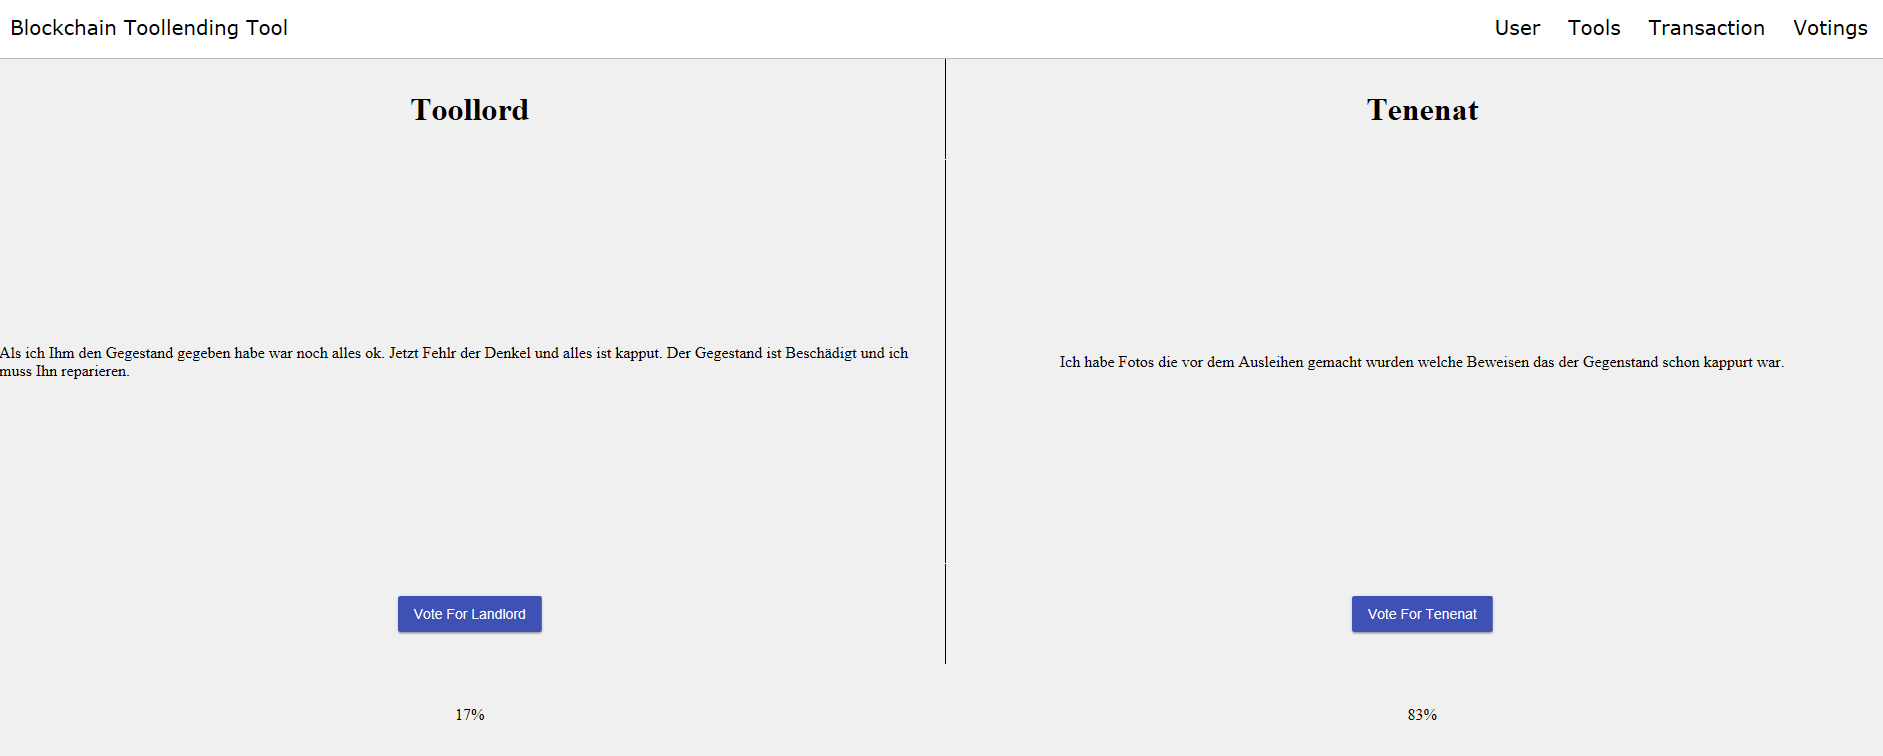 Blockchain Toollending Tool
User Tools Transaction Votings
Toollord
Tenenat
Als ich Ihm den Gegestand gegeben habe war noch alles ok. Jetzt Fehlr der Denkel und alles ist kapput. Der Gegestand ist Beschädigt und ich
muss Ihn reparieren.
Ich habe Fotos die vor dem Ausleihen gemacht wurden welche Beweisen das der Gegenstand schon kappurt war.
Vote For Landlord
Vote For Tenenat
17%
83%